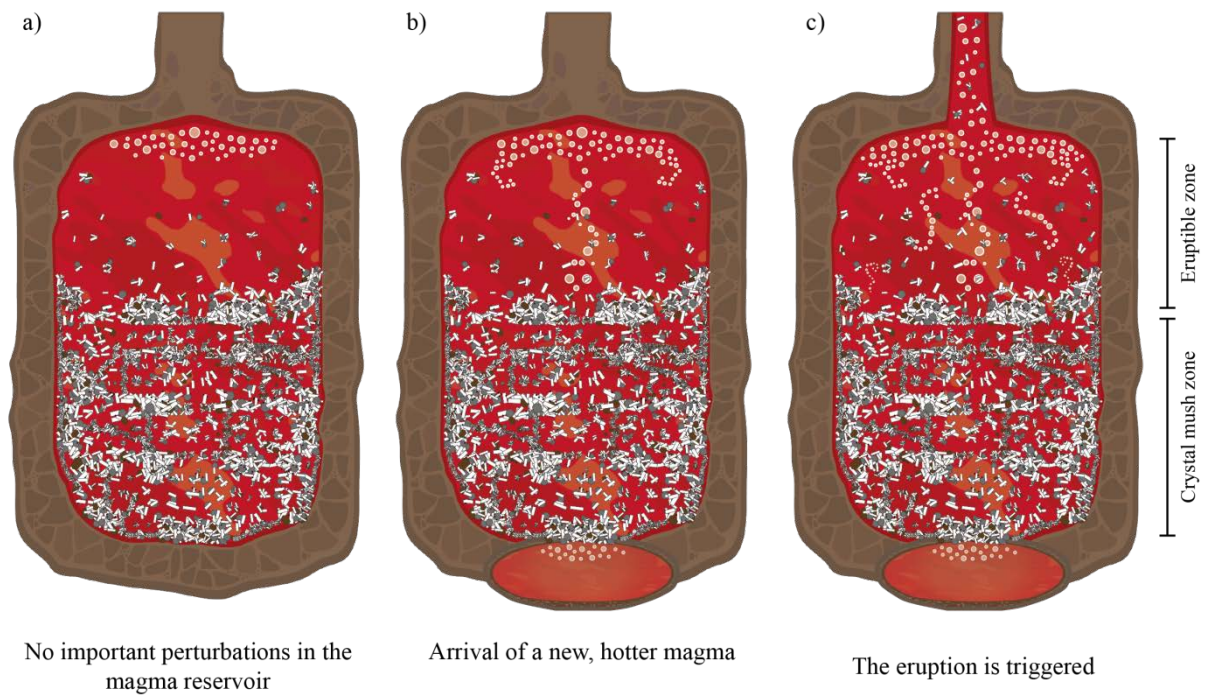 a)
b)
c)
Eruptible zone
Crystal mush zone
No important perturbations in the
magma reservoir
Arrival of a new, hotter magma
The eruption is triggered